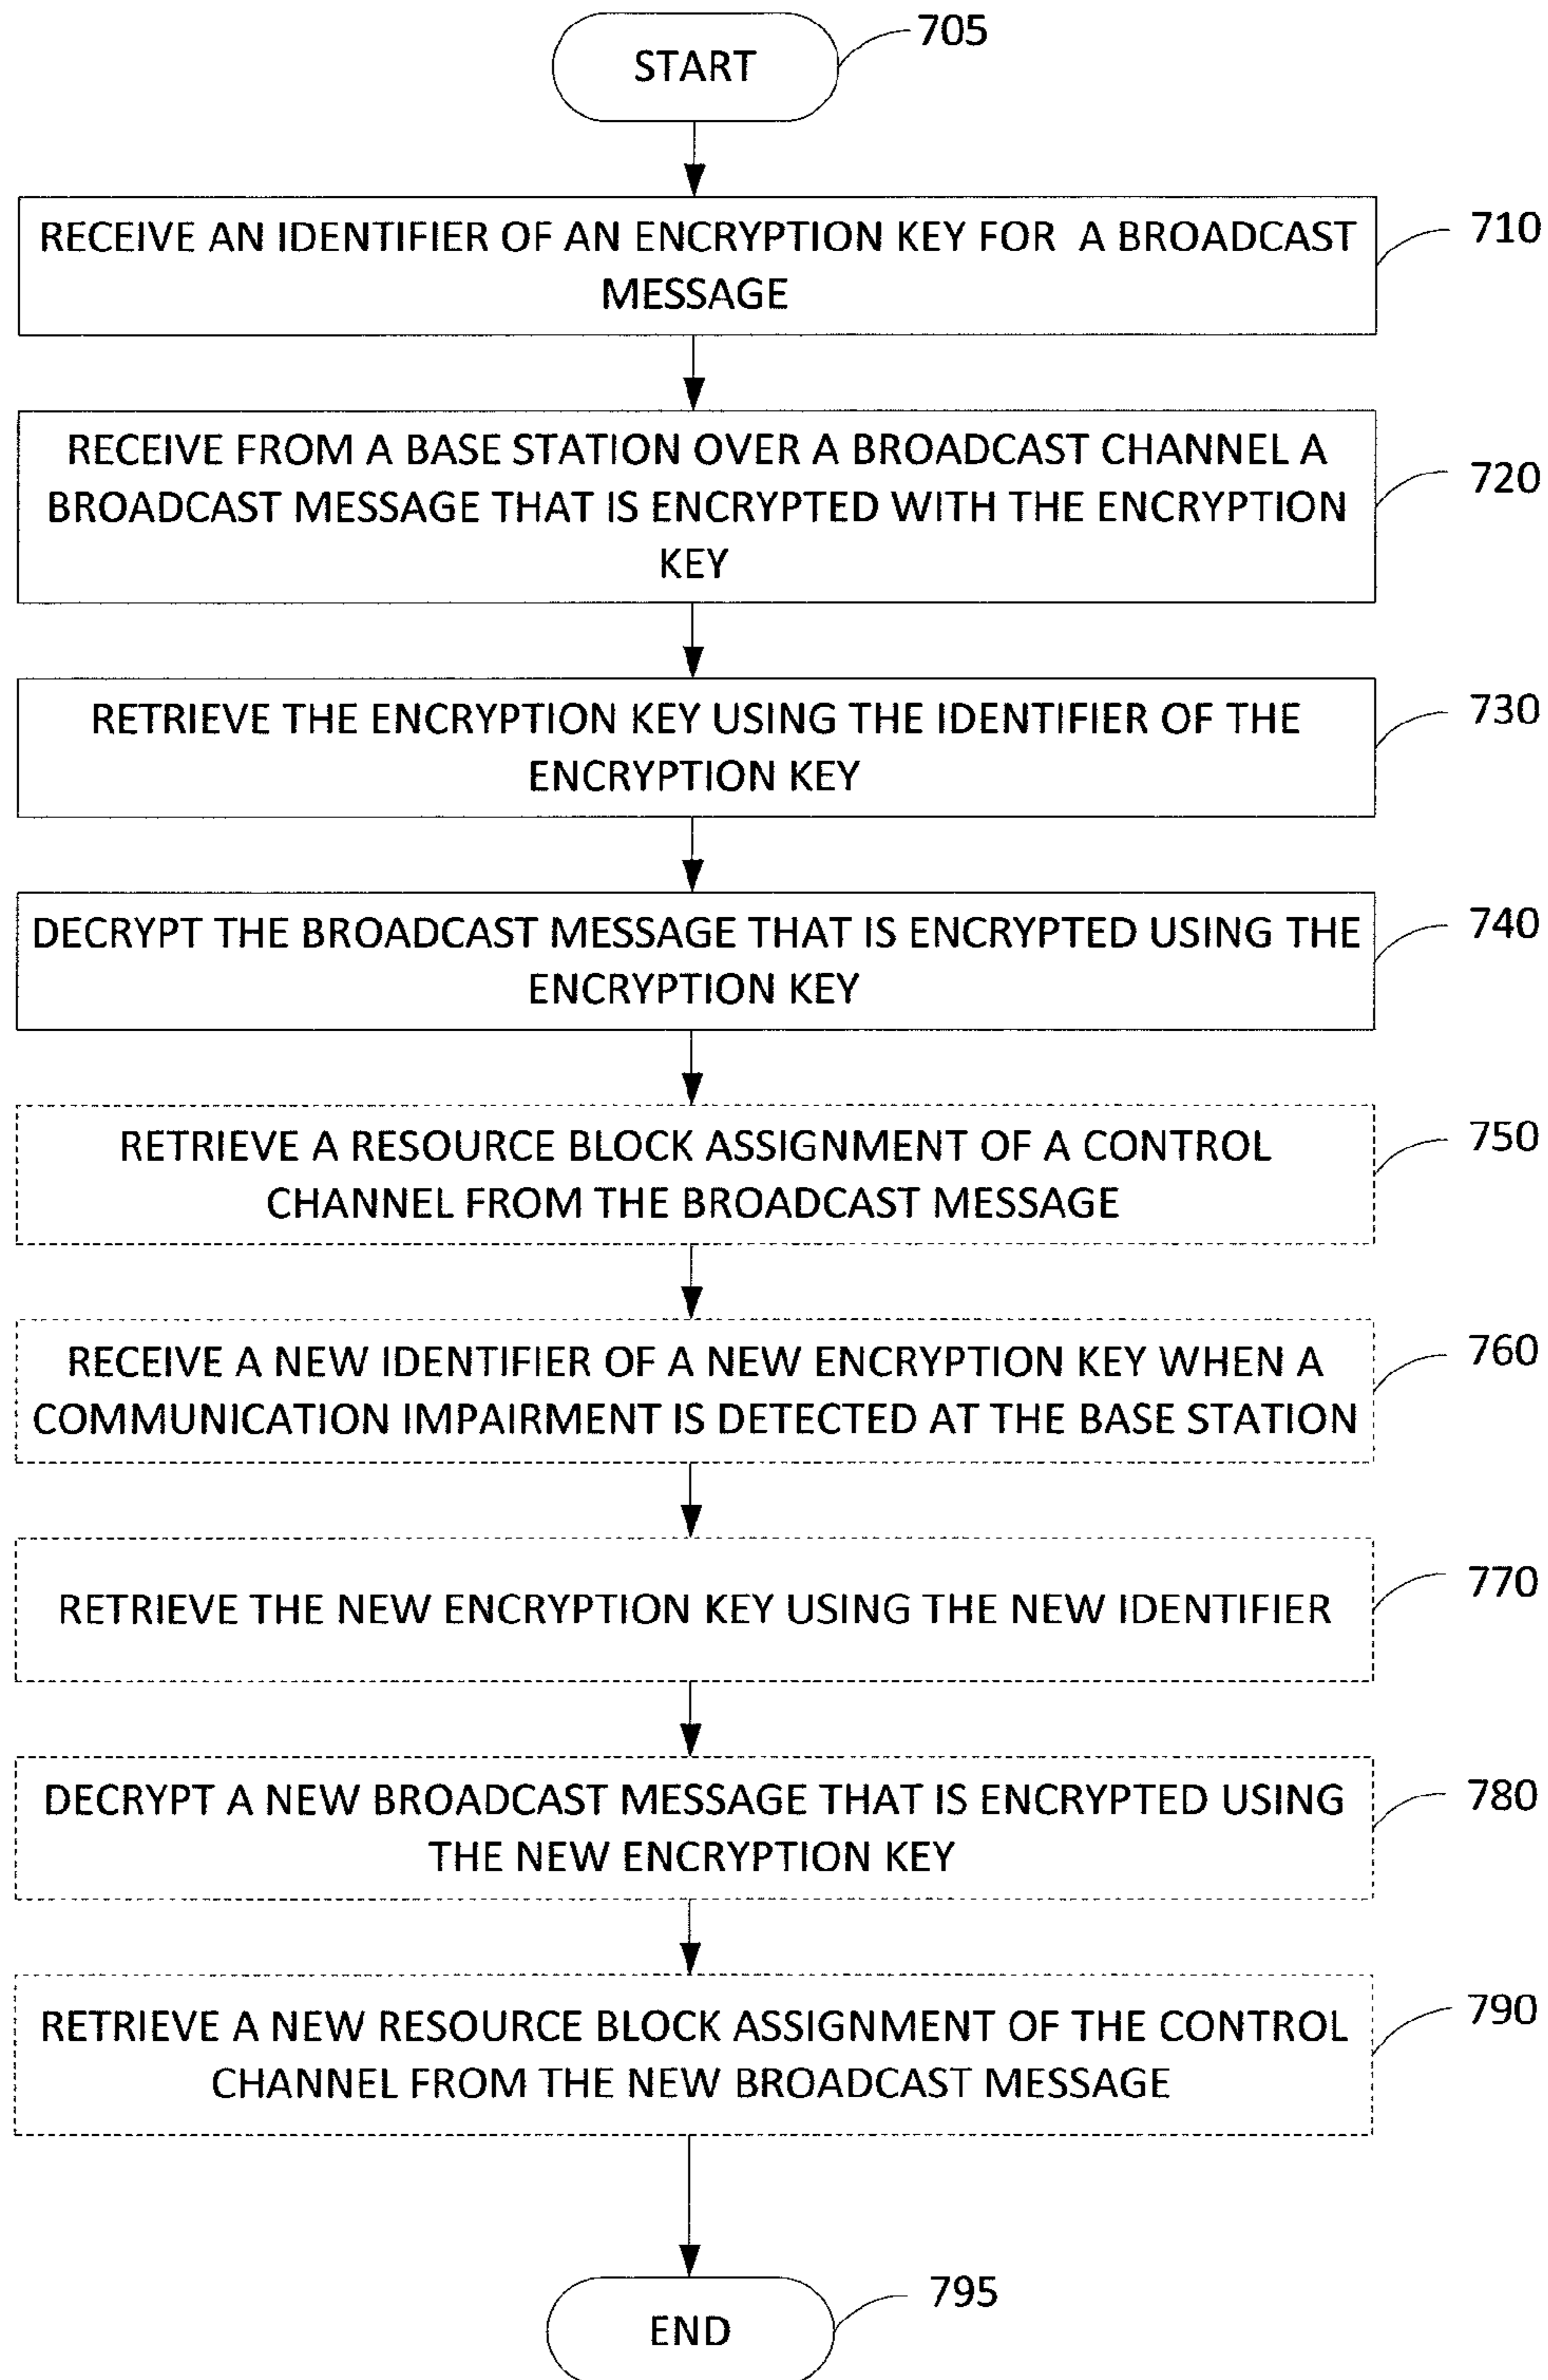 START
705
RECEIVE AN IDENTIFIER OF AN ENCRYPTION KEY FOR A BROADCAST
MESSAGE
710
RECEIVE FROM A BASE STATION OVER A BROADCAST CHANNEL A
BROADCAST MESSAGE THAT IS ENCRYPTED WITH THE ENCRYPTION
KEY
720
RETRIEVE THE ENCRYPTION KEY USING THE IDENTIFIER OF THE
ENCRYPTION KEY
730
DECRYPT THE BROADCAST MESSAGE THAT IS ENCRYPTED USING THE
ENCRYPTION KEY
740
RETRIEVE A RESOURCE BLOCK ASSIGNMENT OF A CONTROL
CHANNEL FROM THE BROADCAST MESSAGE
750
RECEIVE A NEW IDENTIFIER OF A NEW ENCRYPTION KEY WHEN A
COMMUNICATION IMPAIRMENT IS DETECTED AT THE BASE STATION
760
RETRIEVE THE NEW ENCRYPTION KEY USING THE NEW IDENTIFIER
770
DECRYPT A NEW BROADCAST MESSAGE THAT IS ENCRYPTED USING
THE NEW ENCRYPTION KEY
780
RETRIEVE A NEW RESOURCE BLOCK ASSIGNMENT OF THE CONTROL
CHANNEL FROM THE NEW BROADCAST MESSAGE
790
END
795